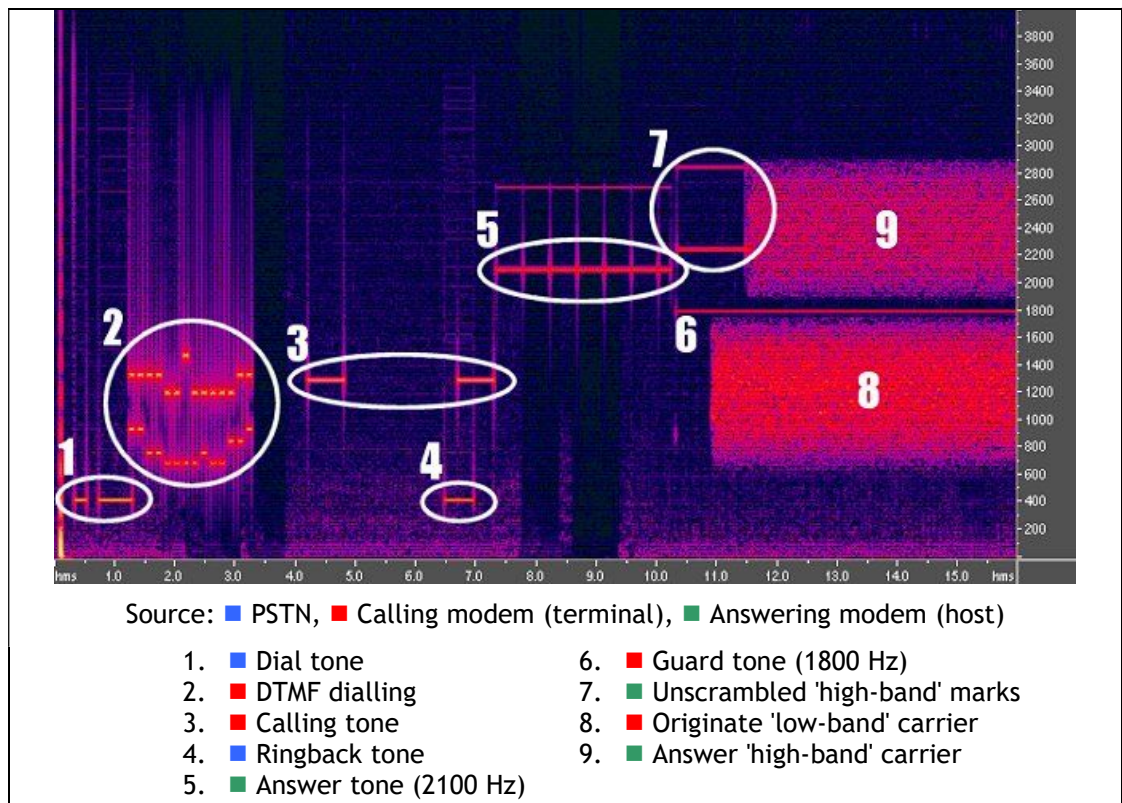 3800
3600
3400
3200
3000
2800
2600
2400
2200
2000
1800
1600
1400
1200
1000
800
600
400
200
7
5
9
2
6
3
8
1
4
hms 1.0 2.0 3.0 4.0 5.0 6.0 7.0 8.0 9.0 10.0 11.0 12.0 13.0 14.0 15.0 hms
Source: PSTN, Calling modem (terminal), Answering modem (host)
1. Dial tone
2. DTMF dialling
3. Calling tone
4. Ringback tone
5. Answer tone (2100 Hz)
6. Guard tone (1800 Hz)
7. Unscrambled 'high-band' marks
8. Originate 'low-band' carrier
9. Answer 'high-band' carrier